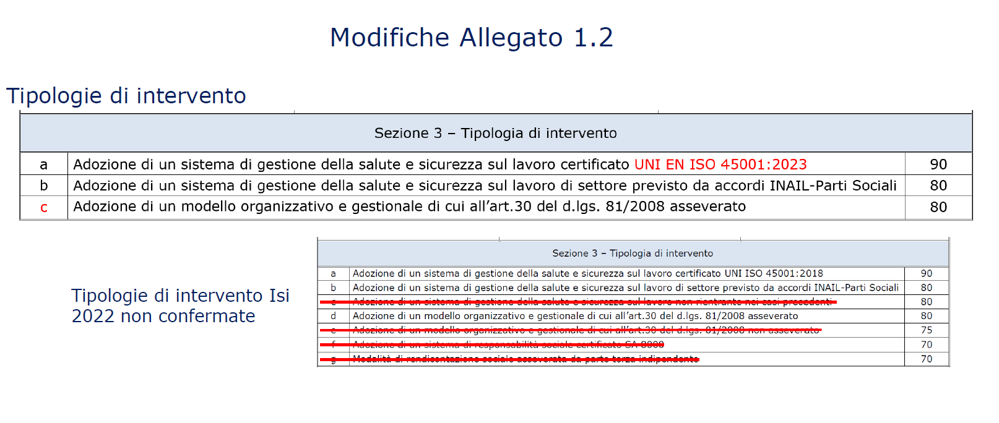 Modifiche Allegato 1.2
Tipologie di intervento
Sezione 3 – Tipologia di intervento
a Adozione di un sistema di gestione della salute e sicurezza sul lavoro certificato UNI EN ISO 45001:2023 90
b Adozione di un sistema di gestione della salute e sicurezza sul lavoro di settore previsto da accordi INAIL-Parti Sociali 80
c Adozione di un modello organizzativo e gestionale di cui all’art.30 del d.lgs. 81/2008 asseverato 80
Tipologie di intervento Isi
2022 non confermate
Sezione 3 – Tipologia di intervento
a Adozione di un sistema di gestione della salute e sicurezza sul lavoro certificato UNI ISO 45001:2018 90
b Adozione di un sistema di gestione della salute e sicurezza sul lavoro di settore previsto da accordi INAIL-Parti Sociali 80
c Adozione di un sistema di gestione della salute e sicurezza sul lavoro non rientrante nei casi precedenti 80
d Adozione di un modello organizzativo e gestionale di cui all’art.30 del d.lgs. 81/2008 asseverato 80
e Adozione di un modello organizzativo e gestionale di cui all’art.30 del d.lgs. 81/2008 non asseverato 75
f Adozione di un sistema di responsabilità sociale certificato SA 8000 70
g Modalità di rendicontazione sociale asseverata da parte terza indipendente 70